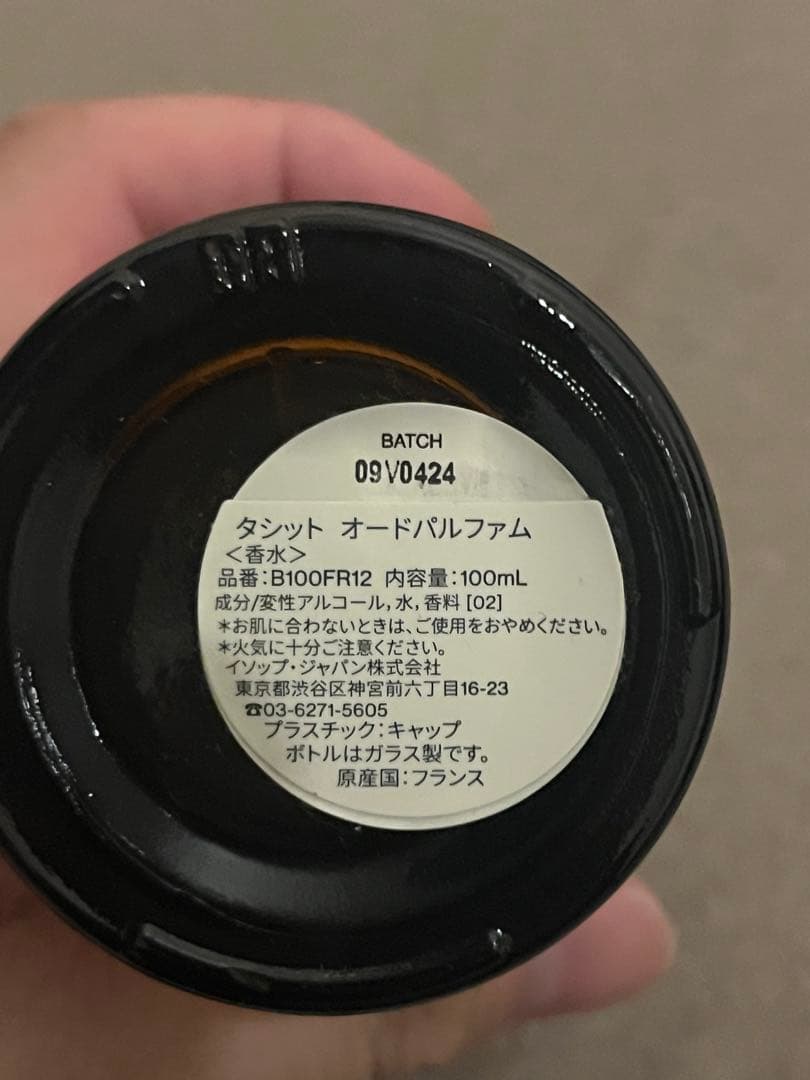 BATCH
09V0424
タシット オードパルファム
＜香水＞
品番：B100FR12 内容量：100mL
成分/変性アルコール, 水, 香料 [02]
＊お肌に合わないときは、ご使用をおやめください。
＊火気に十分ご注意ください。
イソップ・ジャパン株式会社
東京都渋谷区神宮前六丁目16-23
☎03-6271-5605
プラスチック：キャップ
ボトルはガラス製です。
原産国：フランス